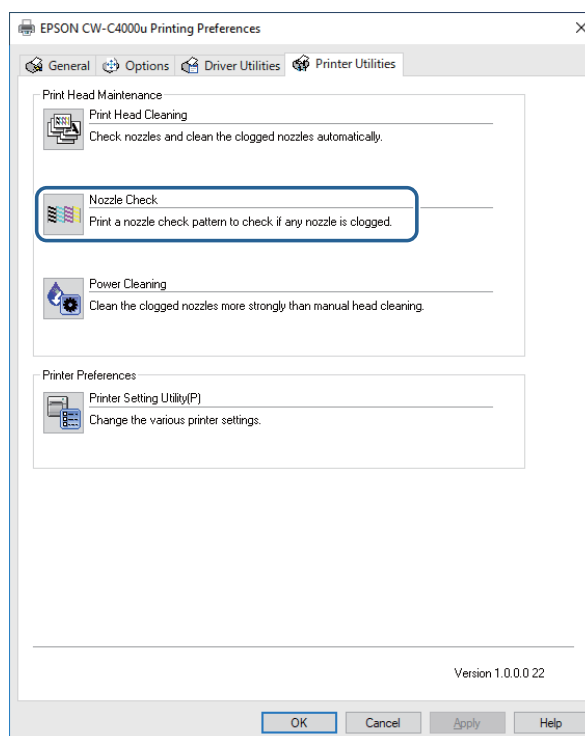 EPSON CW-C4000u Printing Preferences
General
Options
Driver Utilities
Printer Utilities
Print Head Maintenance
Print Head Cleaning
Check nozzles and clean the clogged nozzles automatically.
Nozzle Check
Print a nozzle check pattern to check if any nozzle is clogged.
Power Cleaning
Clean the clogged nozzles more strongly than manual head cleaning.
Printer Preferences
Printer Setting Utility(P)
Change the various printer settings.
Version 1.0.0.0 22
OK
Cancel
Apply
Help